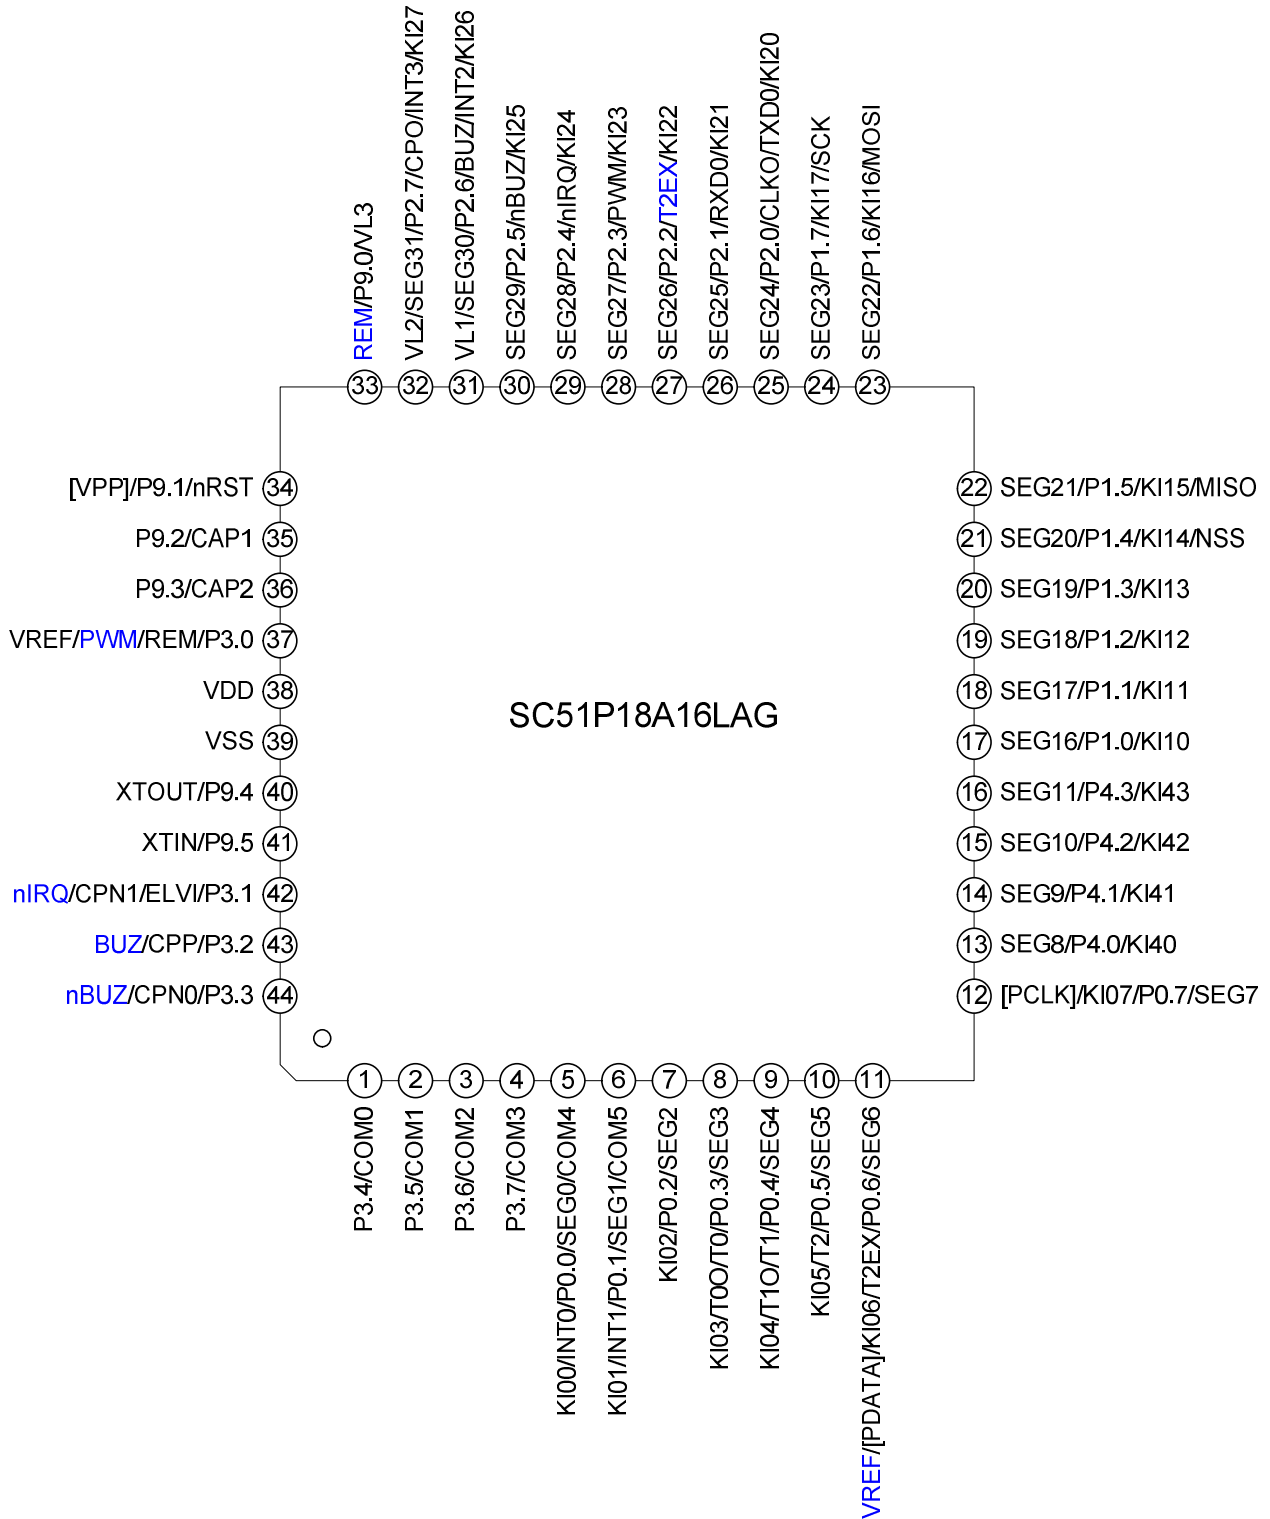 REM/P9.0/VL3
VL2/SEG31/P2.7/CPO/INT3/KI27
VL1/SEG30/P2.6/BUZ/INT2/KI26
SEG29/P2.5/nBUZ/KI25
SEG28/P2.4/nIRQ/KI24
SEG27/P2.3/PWM/KI23
SEG26/P2.2/T2EX/KI22
SEG25/P2.1/RXD0/KI21
SEG24/P2.0/CLKO/TXD0/KI20
SEG23/P1.7/KI17/SCK
SEG22/P1.6/KI16/MOSI
33 32 31 30 29 28 27 26 25 24 23
[VPP]/P9.1/nRST 34
P9.2/CAP1 35
P9.3/CAP2 36
VREF/PWM/REM/P3.0 37
VDD 38
VSS 39
XTOUT/P9.4 40
XTIN/P9.5 41
nIRQ/CPN1/ELVI/P3.1 42
BUZ/CPP/P3.2 43
nBUZ/CPN0/P3.3 44
SC51P18A16LAG
22 SEG21/P1.5/KI15/MISO
21 SEG20/P1.4/KI14/NSS
20 SEG19/P1.3/KI13
19 SEG18/P1.2/KI12
18 SEG17/P1.1/KI11
17 SEG16/P1.0/KI10
16 SEG11/P4.3/KI43
15 SEG10/P4.2/KI42
14 SEG9/P4.1/KI41
13 SEG8/P4.0/KI40
12 [PCLK]/KI07/P0.7/SEG7
1 2 3 4 5 6 7 8 9 10 11
P3.4/COM0
P3.5/COM1
P3.6/COM2
P3.7/COM3
KI00/INT0/P0.0/SEG0/COM4
KI01/INT1/P0.1/SEG1/COM5
KI02/P0.2/SEG2
KI03/T0O/T0/P0.3/SEG3
KI04/T1O/T1/P0.4/SEG4
KI05/T2/P0.5/SEG5
VREF/[PDATA]/KI06/T2EX/P0.6/SEG6